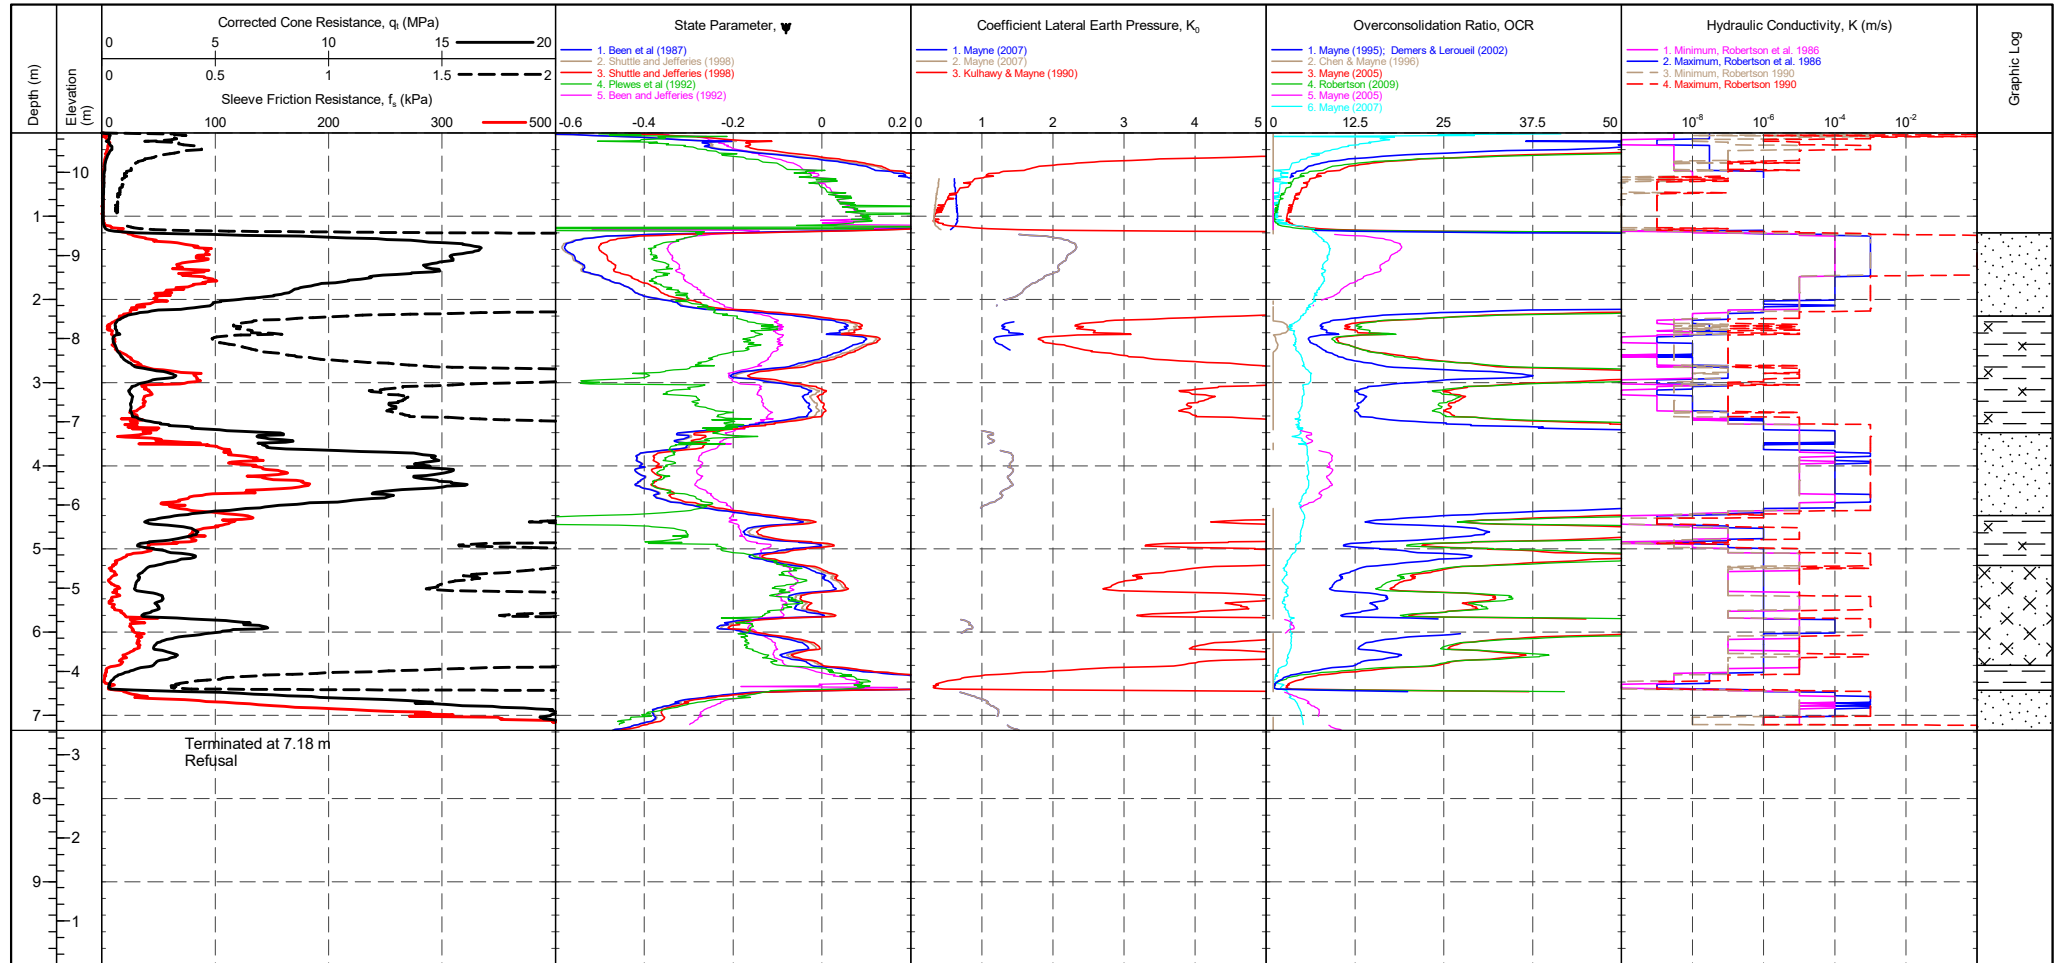 Depth (m)
Elevation (m)
Corrected Cone Resistance, qt (MPa)
0 5 10 15 20
0 0.5 1 1.5 2
Sleeve Friction Resistance, fs (kPa)
100 200 300 500
State Parameter, ψ
1. Been et al (1987)
2. Shuttle and Jefferies (1998)
3. Shuttle and Jefferies (1998)
4. Plewes et al (1992)
5. Been and Jefferies (1992)
-0.6 -0.4 -0.2 0 0.2
Coefficient Lateral Earth Pressure, K0
1. Mayne (2007)
2. Mayne (2007)
3. Kulhawy & Mayne (1990)
0 1 2 3 4 5
Overconsolidation Ratio, OCR
1. Mayne (1995); Demers & Leroueil (2002)
2. Chen & Mayne (1996)
3. Mayne (2005)
4. Robertson (2009)
5. Mayne (2005)
6. Mayne (2007)
0 12.5 25 37.5 50
Hydraulic Conductivity, K (m/s)
1. Minimum, Robertson et al. 1986
2. Maximum, Robertson et al. 1986
3. Minimum, Robertson 1990
4. Maximum, Robertson 1990
10-8 10-6 10-4 10-2
Graphic Log
10
1
9
2
8
3
7
4
6
5
5
6
4
7
Terminated at 7.18 m
Refusal
3
8
2
9
1